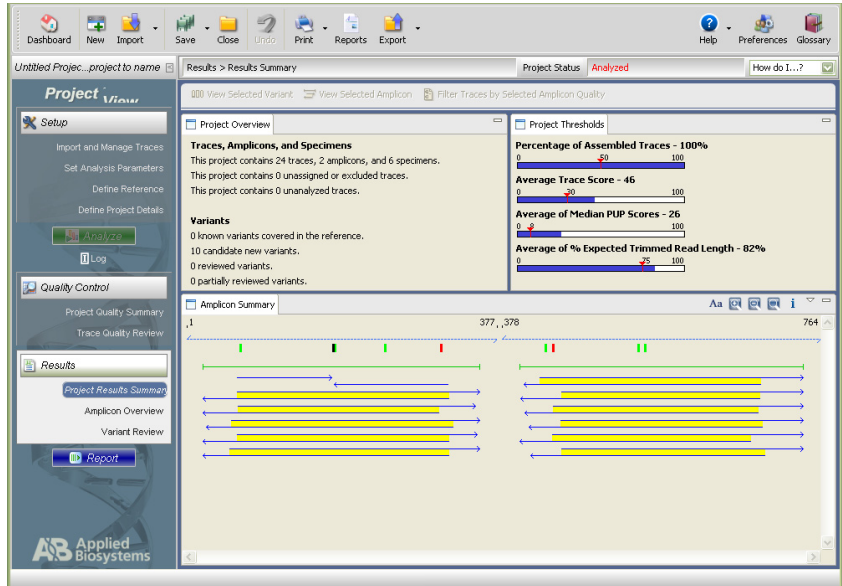 Dashboard New Import Save Close Undo Print Reports Export Help Preferences Glossary
Untitled Projec...project to name
Results > Results Summary
Project Status Analyzed
How do I...?
Project View
View Selected Variant View Selected Amplicon Filter Traces by Selected Amplicon Quality
Setup
Import and Manage Traces
Set Analysis Parameters
Define Reference
Define Project Details
Analyze
Log
Quality Control
Project Quality Summary
Trace Quality Review
Results
Project Results Summary
Amplicon Overview
Variant Review
Report
AB Applied
Biosystems
Project Overview
Traces, Amplicons, and Specimens
This project contains 24 traces, 2 amplicons, and 6 specimens.
This project contains 0 unassigned or excluded traces.
This project contains 0 unanalyzed traces.
Variants
0 known variants covered in the reference.
10 candidate new variants.
0 reviewed variants.
0 partially reviewed variants.
Project Thresholds
Percentage of Assembled Traces - 100%
0 50 100
Average Trace Score - 46
0 30 100
Average of Median PUP Scores - 26
0 8 100
Average of % Expected Trimmed Read Length - 82%
0 75 100
Amplicon Summary
Aa i
,1 377,,378 764